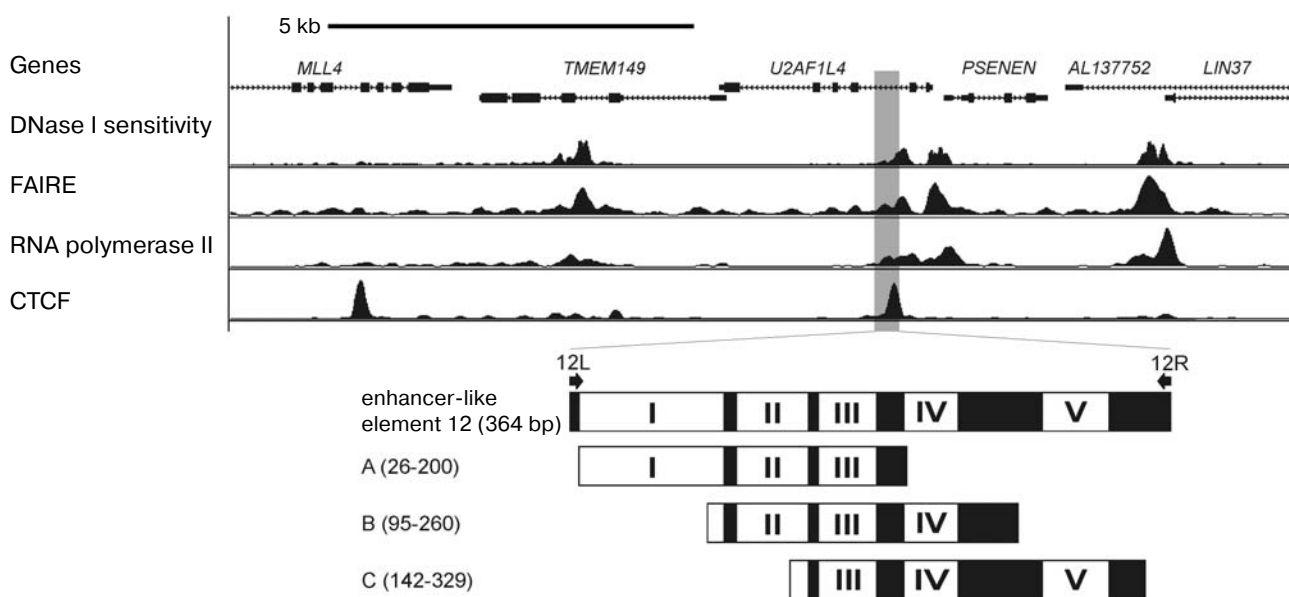 5 kb
Genes
MLL4 TMEM149 U2AF1L4 PSENEN AL137752 LIN37
DNase I sensitivity
FAIRE
RNA polymerase II
CTCF
12L 12R
enhancer-like
element 12 (364 bp)
I II III IV V
A (26-200) I II III
B (95-260) II III IV
C (142-329) III IV V